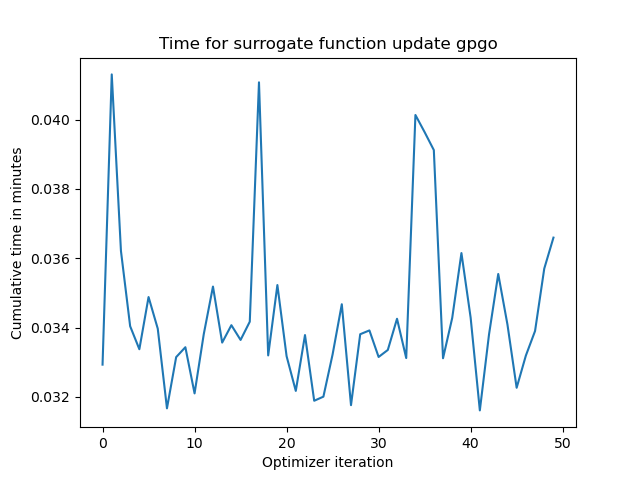 Time for surrogate function update gpgo
Cumulative time in minutes
0.040
0.038
0.036
0.034
0.032
0 10 20 30 40 50
Optimizer iteration